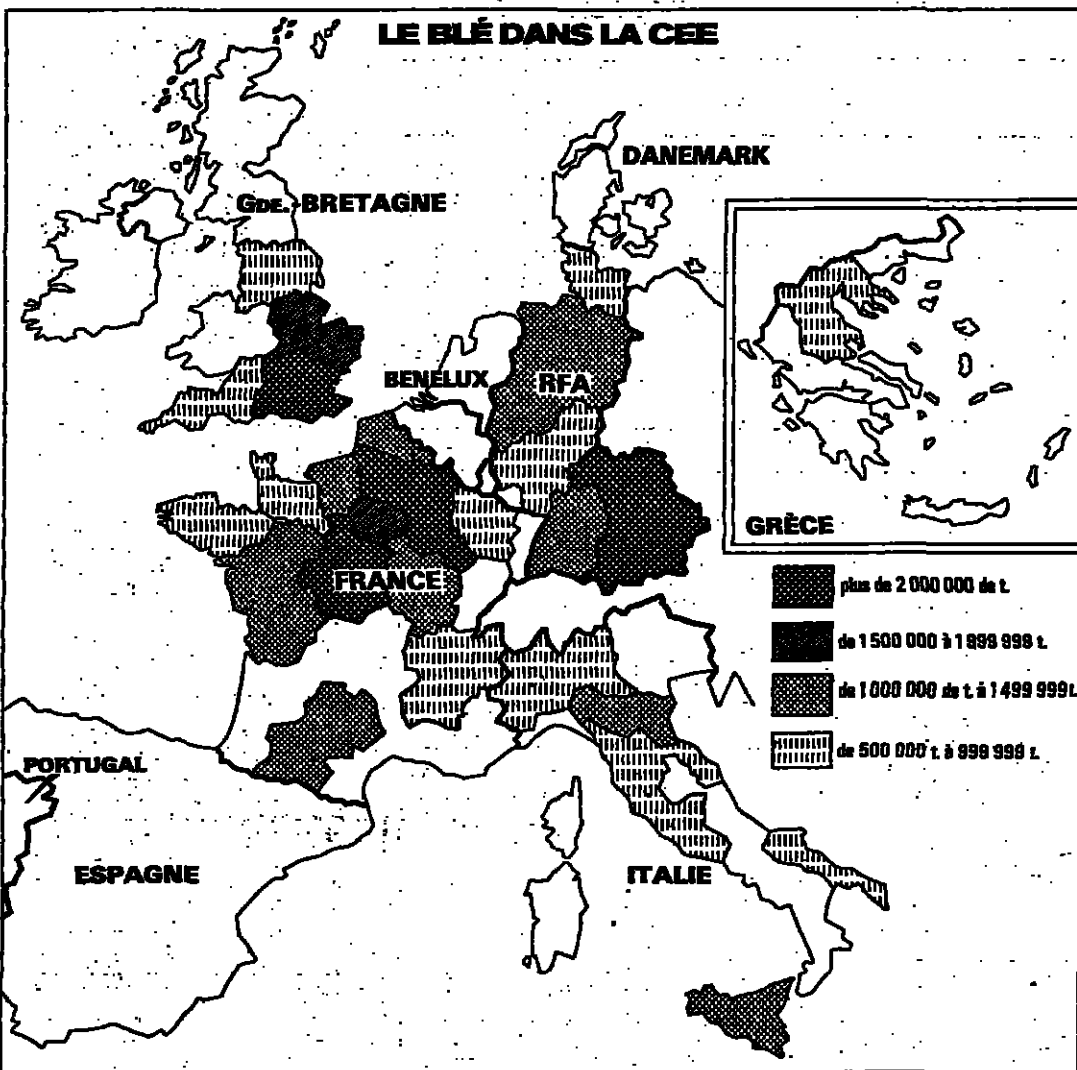 LE BLÉ DANS LA CEE
DANEMARK
GDE.-BRETAGNE
BENELUX
RFA
GRÈCE
FRANCE
plus de 2 000 000 de t.
de 1 500 000 à 1 999 999 t.
de 1 000 000 de t. à 1 499 999 t.
de 500 000 t. à 999 999 t.
PORTUGAL
ESPAGNE
ITALIE